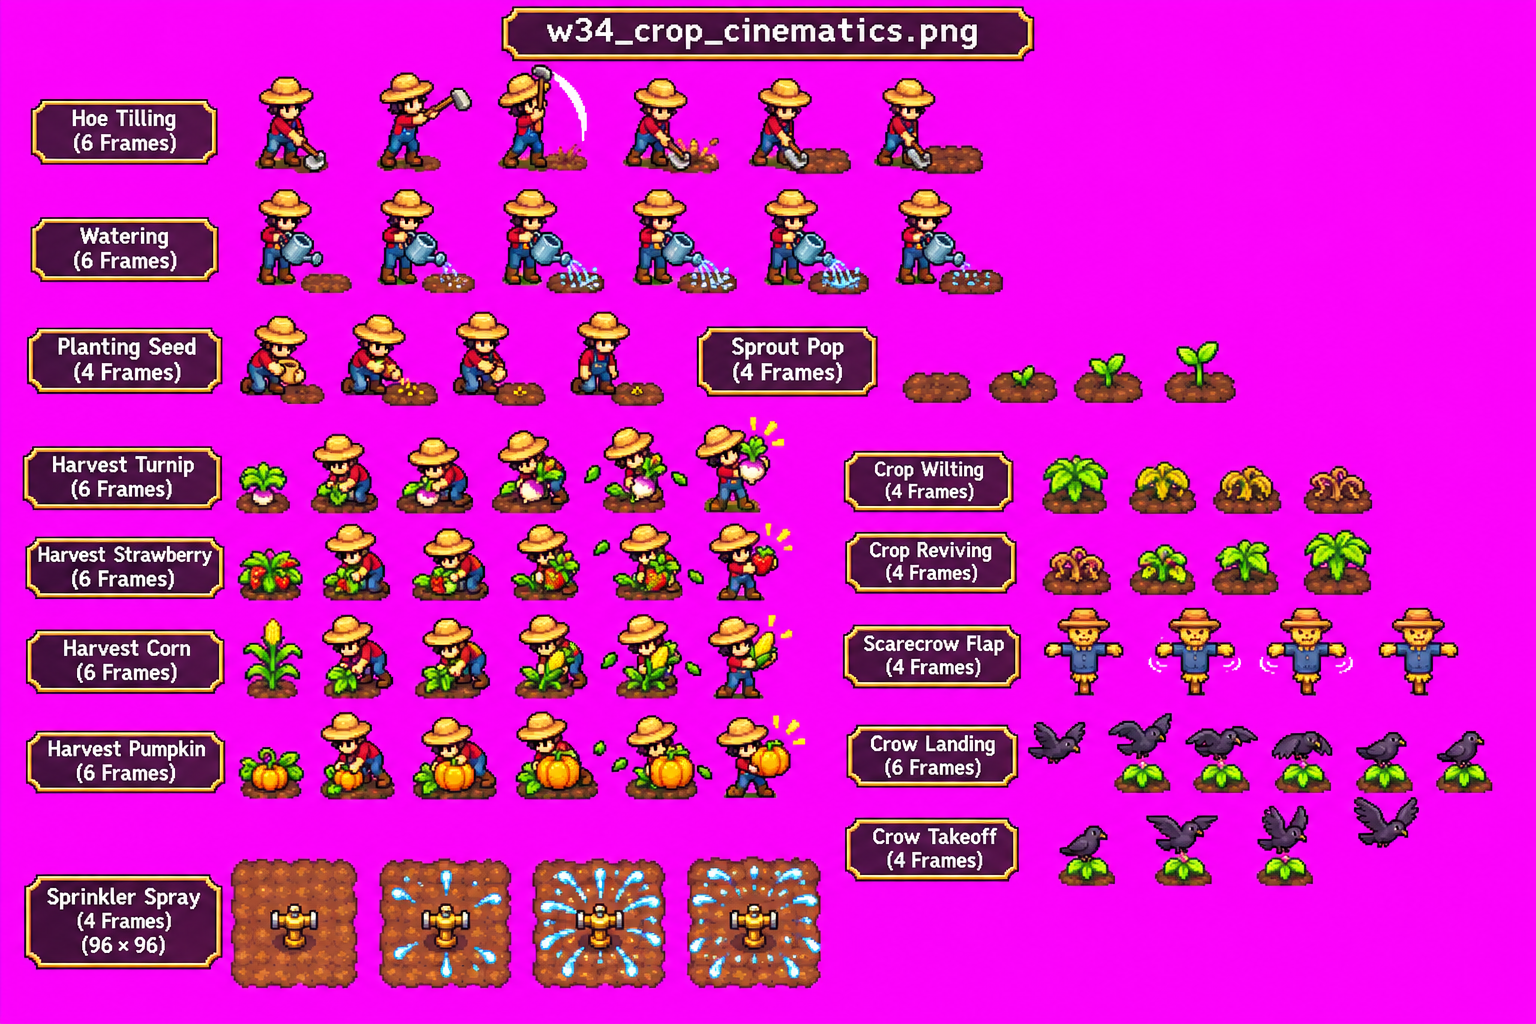 w34_crop_cinematics.png
Hoe Tilling
(6 Frames)
Watering
(6 Frames)
Planting Seed
(4 Frames)
Sprout Pop
(4 Frames)
Harvest Turnip
(6 Frames)
Crop Wilting
(4 Frames)
Harvest Strawberry
(6 Frames)
Crop Reviving
(4 Frames)
Harvest Corn
(6 Frames)
Scarecrow Flap
(4 Frames)
Harvest Pumpkin
(6 Frames)
Crow Landing
(6 Frames)
Crow Takeoff
(4 Frames)
Sprinkler Spray
(4 Frames)
(96 × 96)